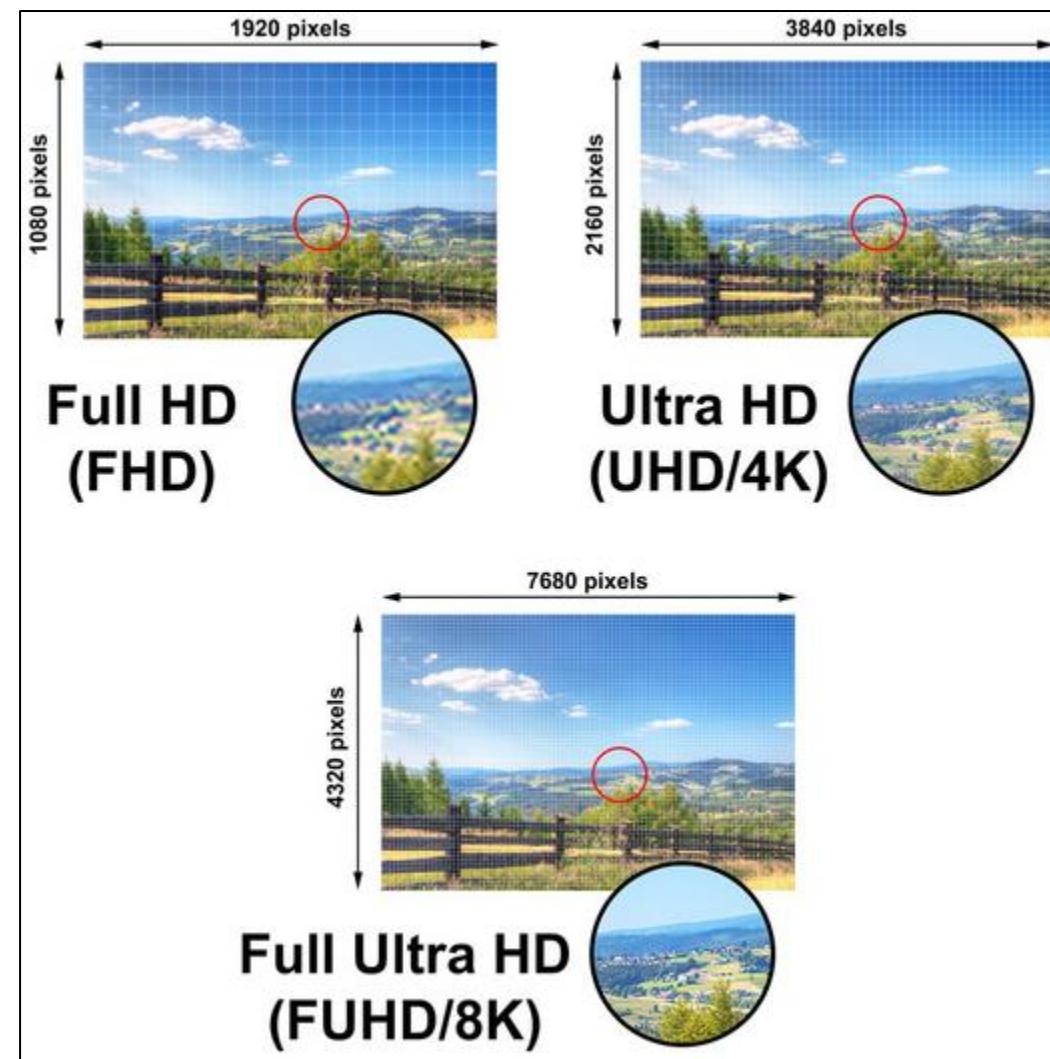 1920 pixels
1080 pixels
Full HD
(FHD)
3840 pixels
2160 pixels
Ultra HD
(UHD/4K)
7680 pixels
4320 pixels
Full Ultra HD
(FUHD/8K)